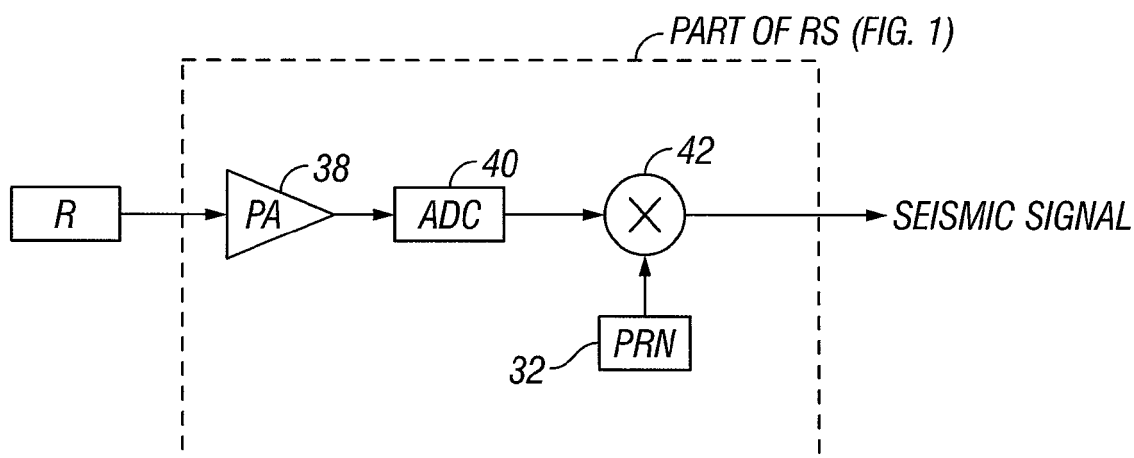 PART OF RS (FIG. 1)
38
40
42
R
PA
ADC
X
SEISMIC SIGNAL
32
PRN